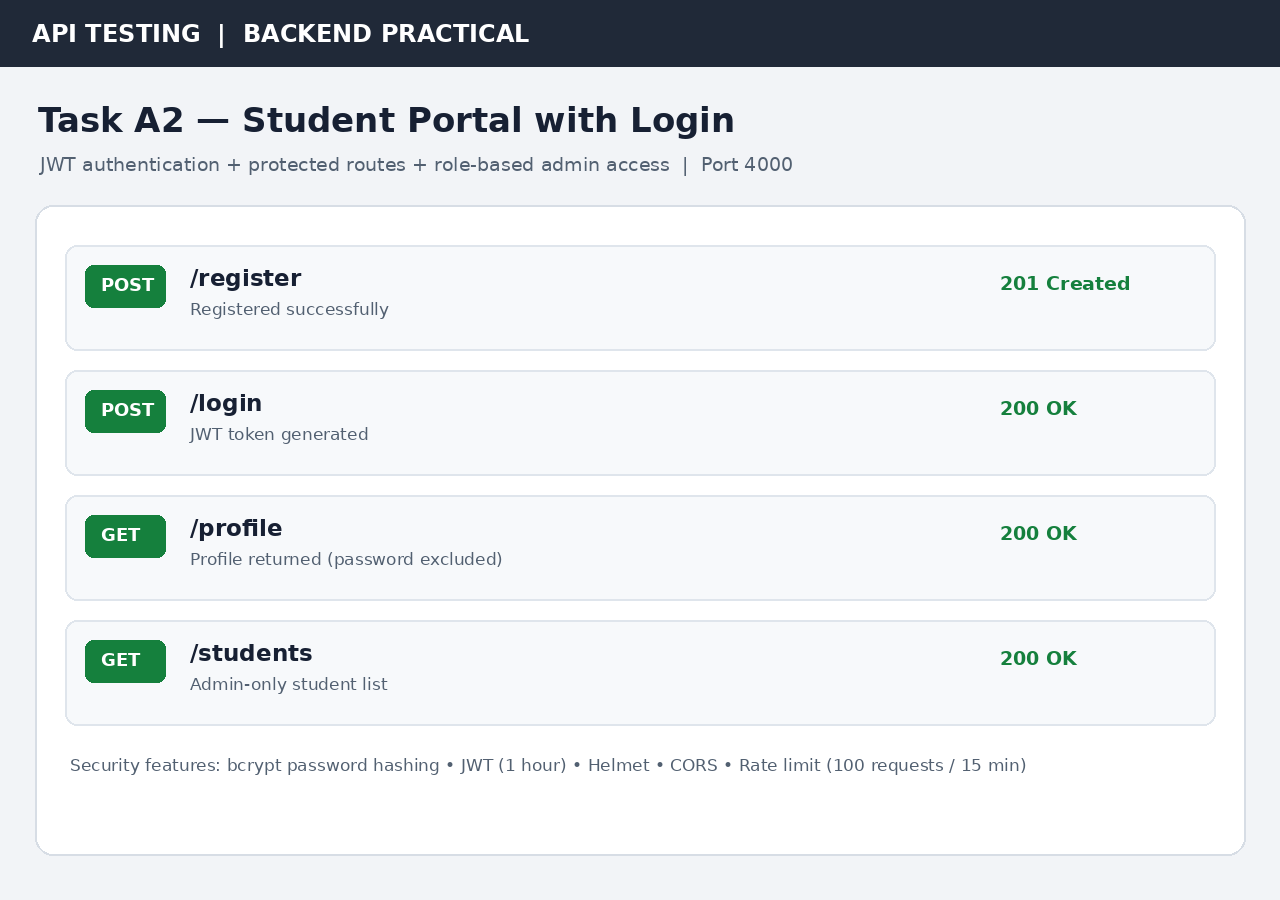 API TESTING | BACKEND PRACTICAL
Task A2 — Student Portal with Login
JWT authentication + protected routes + role-based admin access | Port 4000
POST /register 201 Created
Registered successfully
POST /login 200 OK
JWT token generated
GET /profile 200 OK
Profile returned (password excluded)
GET /students 200 OK
Admin-only student list
Security features: bcrypt password hashing • JWT (1 hour) • Helmet • CORS • Rate limit (100 requests / 15 min)